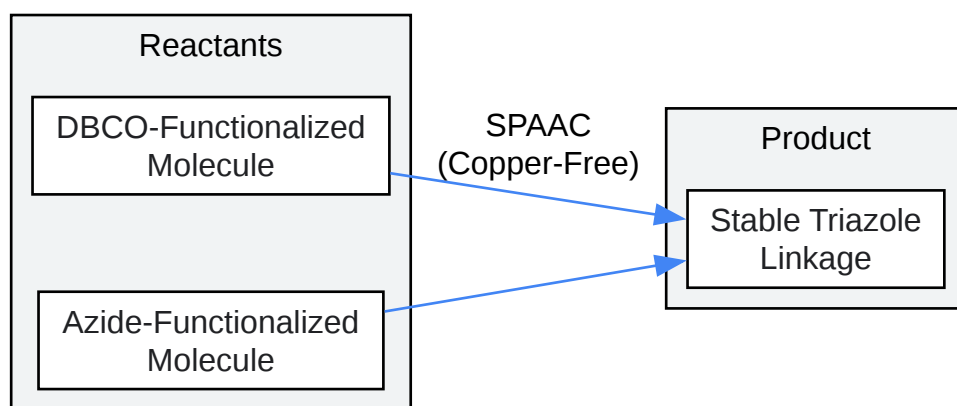 Reactants
DBCO-Functionalized
Molecule
Azide-Functionalized
Molecule
SPAAC
(Copper-Free)
Product
Stable Triazole
Linkage